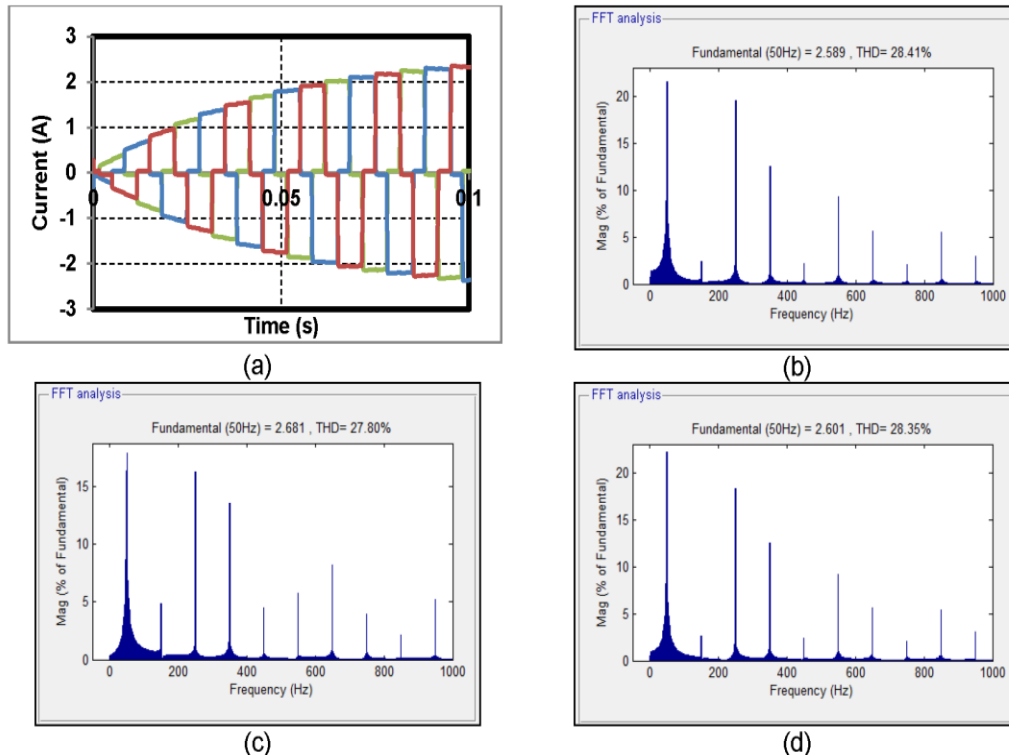 3
2
1
0
-1
-2
-3
0
0.05
0.1
Current (A)
Time (s)
(a)
FFT analysis
Fundamental (50Hz) = 2.589 , THD= 28.41%
20
15
10
5
0
Mag (% of Fundamental)
0 200 400 600 800 1000
Frequency (Hz)
(b)
FFT analysis
Fundamental (50Hz) = 2.681 , THD= 27.80%
15
10
5
0
Mag (% of Fundamental)
0 200 400 600 800 1000
Frequency (Hz)
(c)
FFT analysis
Fundamental (50Hz) = 2.601 , THD= 28.35%
20
15
10
5
0
Mag (% of Fundamental)
0 200 400 600 800 1000
Frequency (Hz)
(d)